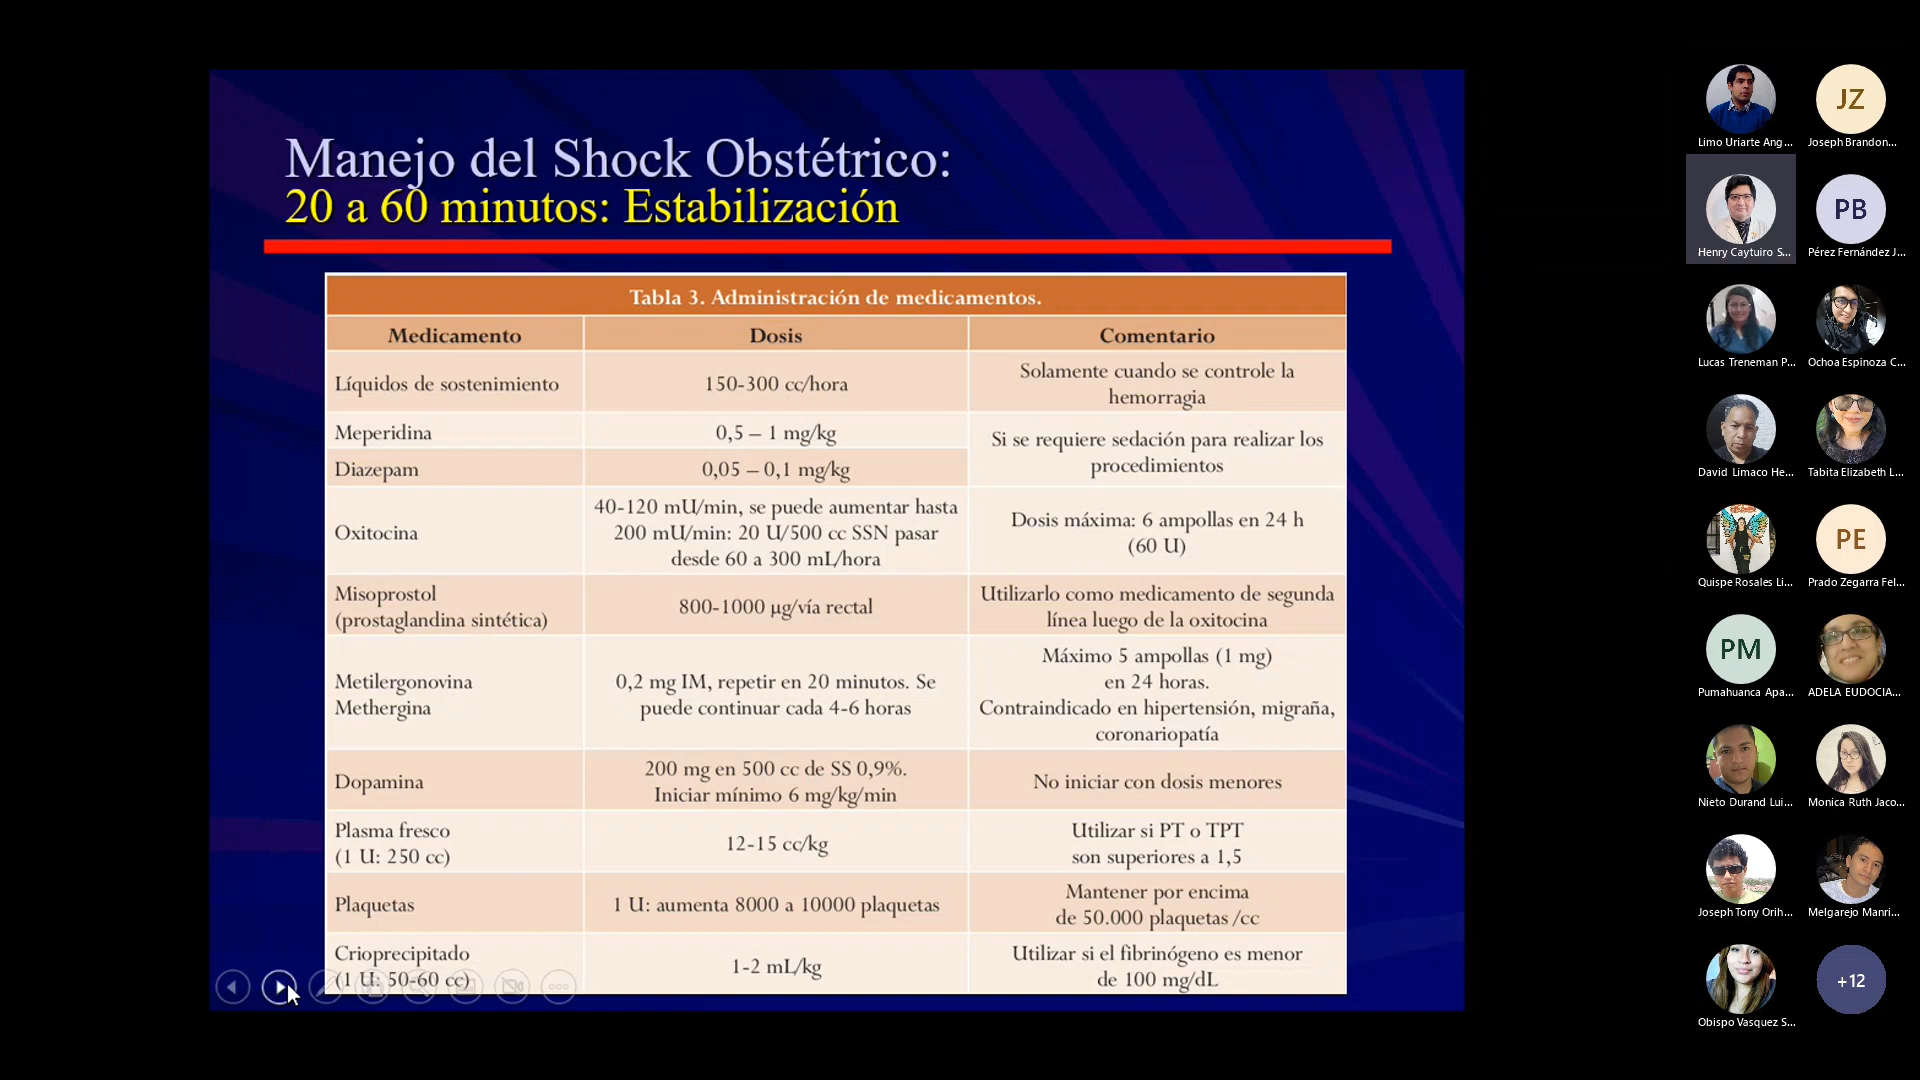 Manejo del Shock Obstétrico:
20 a 60 minutos: Estabilización
Tabla 3. Administración de medicamentos.
Medicamento
Dosis
Comentario
Líquidos de sostenimiento
150-300 cc/hora
Solamente cuando se controle la
hemorragia
Meperidina
0,5 – 1 mg/kg
Si se requiere sedación para realizar los
procedimientos
Diazepam
0,05 – 0,1 mg/kg
Oxitocina
40-120 mU/min, se puede aumentar hasta
200 mU/min: 20 U/500 cc SSN pasar
desde 60 a 300 mL/hora
Dosis máxima: 6 ampollas en 24 h
(60 U)
Misoprostol
(prostaglandina sintética)
800-1000 µg/vía rectal
Utilizarlo como medicamento de segunda
línea luego de la oxitocina
Metilergonovina
Methergina
0,2 mg IM, repetir en 20 minutos. Se
puede continuar cada 4-6 horas
Máximo 5 ampollas (1 mg)
en 24 horas.
Contraindicado en hipertensión, migraña,
coronariopatía
Dopamina
200 mg en 500 cc de SS 0,9%.
Iniciar mínimo 6 mg/kg/min
No iniciar con dosis menores
Plasma fresco
(1 U: 250 cc)
12-15 cc/kg
Utilizar si PT o TPT
son superiores a 1,5
Plaquetas
1 U: aumenta 8000 a 10000 plaquetas
Mantener por encima
de 50.000 plaquetas /cc
Crioprecipitado
(1 U: 50-60 cc)
1-2 mL/kg
Utilizar si el fibrinógeno es menor
de 100 mg/dL
Limo Uriarte Ang...
JZ
Joseph Brandon...
Henry Caytuiro S...
PB
Pérez Fernández J...
Lucas Treneman P...
Ochoa Espinoza C...
David Limaco He...
Tabita Elizabeth L...
Quispe Rosales Li...
PE
Prado Zegarra Fel...
PM
Pumahuanca Apa...
ADELA EUDOCIA...
Nieto Durand Lui...
Monica Ruth Jaco...
Joseph Tony Orih...
Melgarejo Manri...
Obispo Vasquez S...
+12